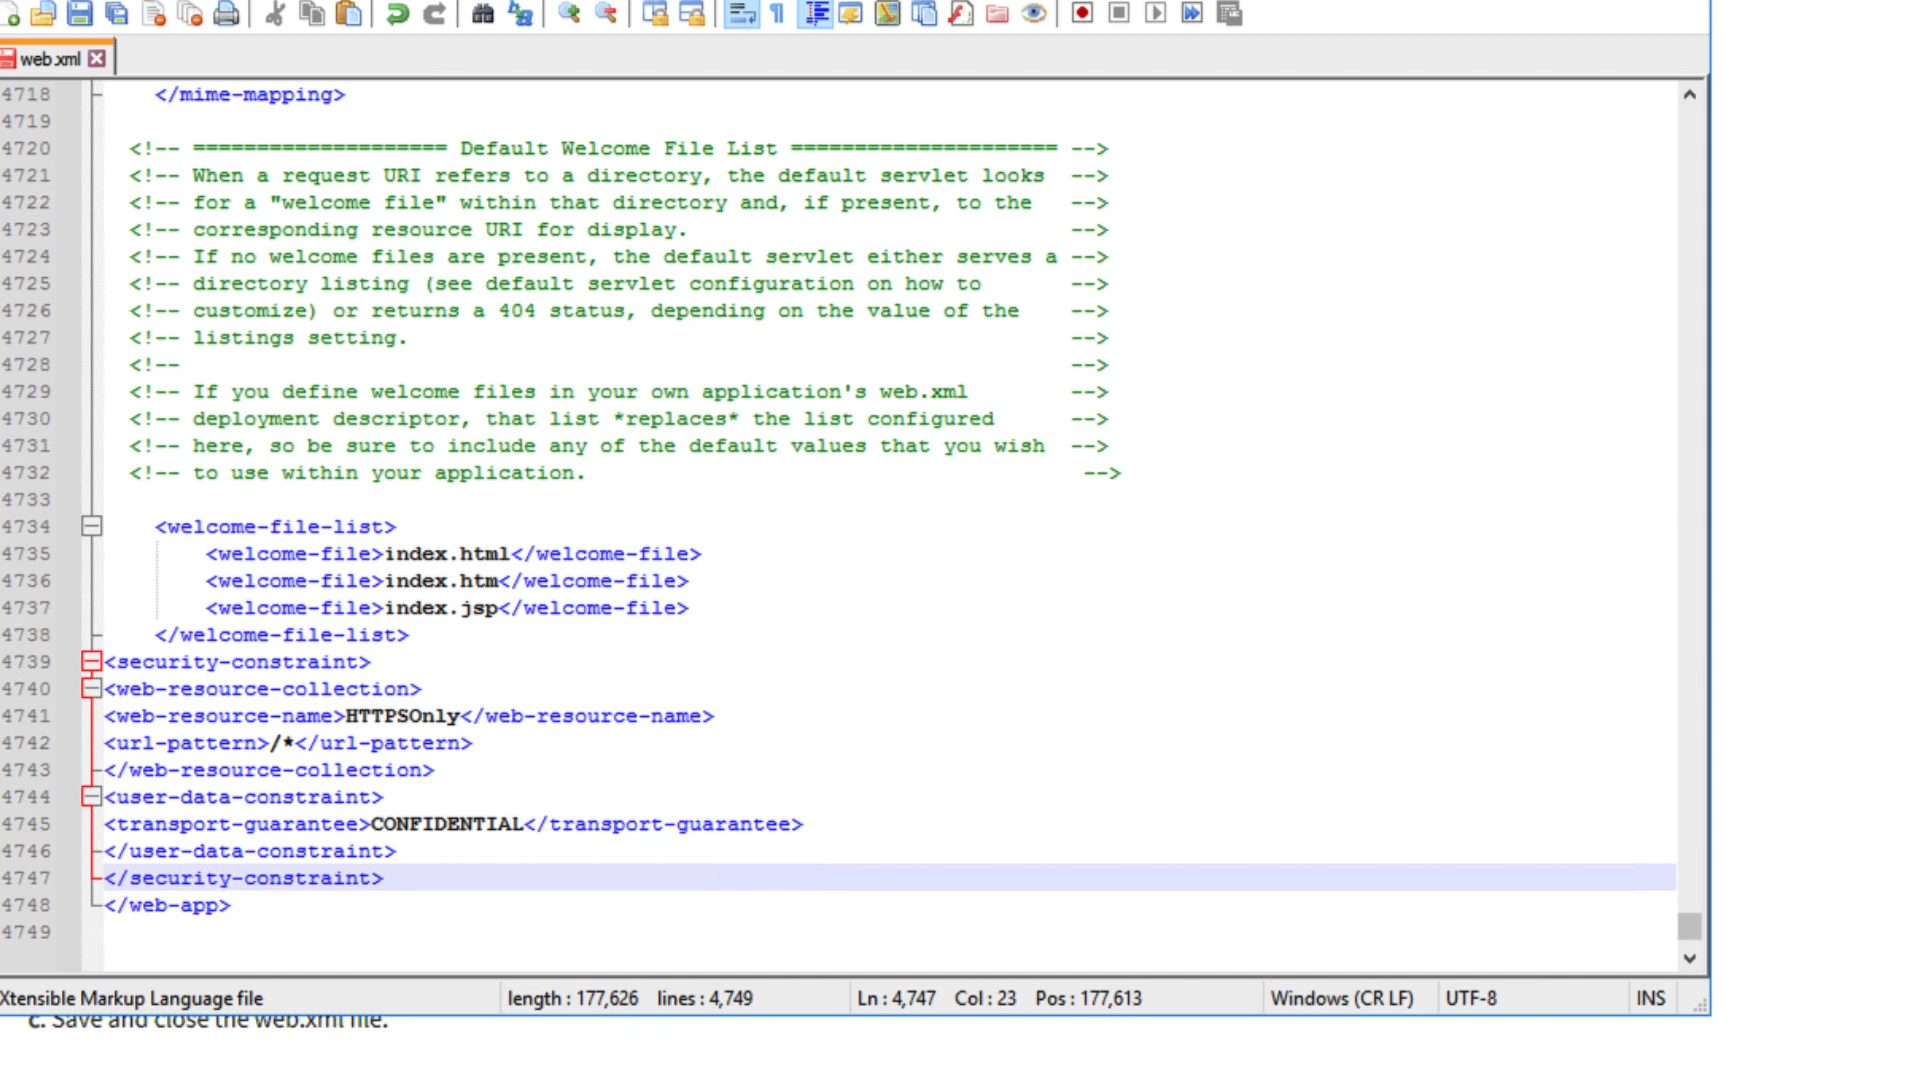 web.xml
4718 </mime-mapping>
4719
4720 <!-- ===================== Default Welcome File List ===================== -->
4721 <!-- When a request URI refers to a directory, the default servlet looks -->
4722 <!-- for a "welcome file" within that directory and, if present, to the -->
4723 <!-- corresponding resource URI for display. -->
4724 <!-- If no welcome files are present, the default servlet either serves a -->
4725 <!-- directory listing (see default servlet configuration on how to -->
4726 <!-- customize) or returns a 404 status, depending on the value of the -->
4727 <!-- listings setting. -->
4728 <!-- -->
4729 <!-- If you define welcome files in your own application's web.xml -->
4730 <!-- deployment descriptor, that list *replaces* the list configured -->
4731 <!-- here, so be sure to include any of the default values that you wish -->
4732 <!-- to use within your application. -->
4733
4734 <welcome-file-list>
4735 <welcome-file>index.html</welcome-file>
4736 <welcome-file>index.htm</welcome-file>
4737 <welcome-file>index.jsp</welcome-file>
4738 </welcome-file-list>
4739 <security-constraint>
4740 <web-resource-collection>
4741 <web-resource-name>HTTPSOnly</web-resource-name>
4742 <url-pattern>/*</url-pattern>
4743 </web-resource-collection>
4744 <user-data-constraint>
4745 <transport-guarantee>CONFIDENTIAL</transport-guarantee>
4746 </user-data-constraint>
4747 </security-constraint>
4748 </web-app>
4749
Xtensible Markup Language file length : 177,626 lines : 4,749 Ln : 4,747 Col : 23 Pos : 177,613 Windows (CR LF) UTF-8 INS
c. Save and close the web.xml file.